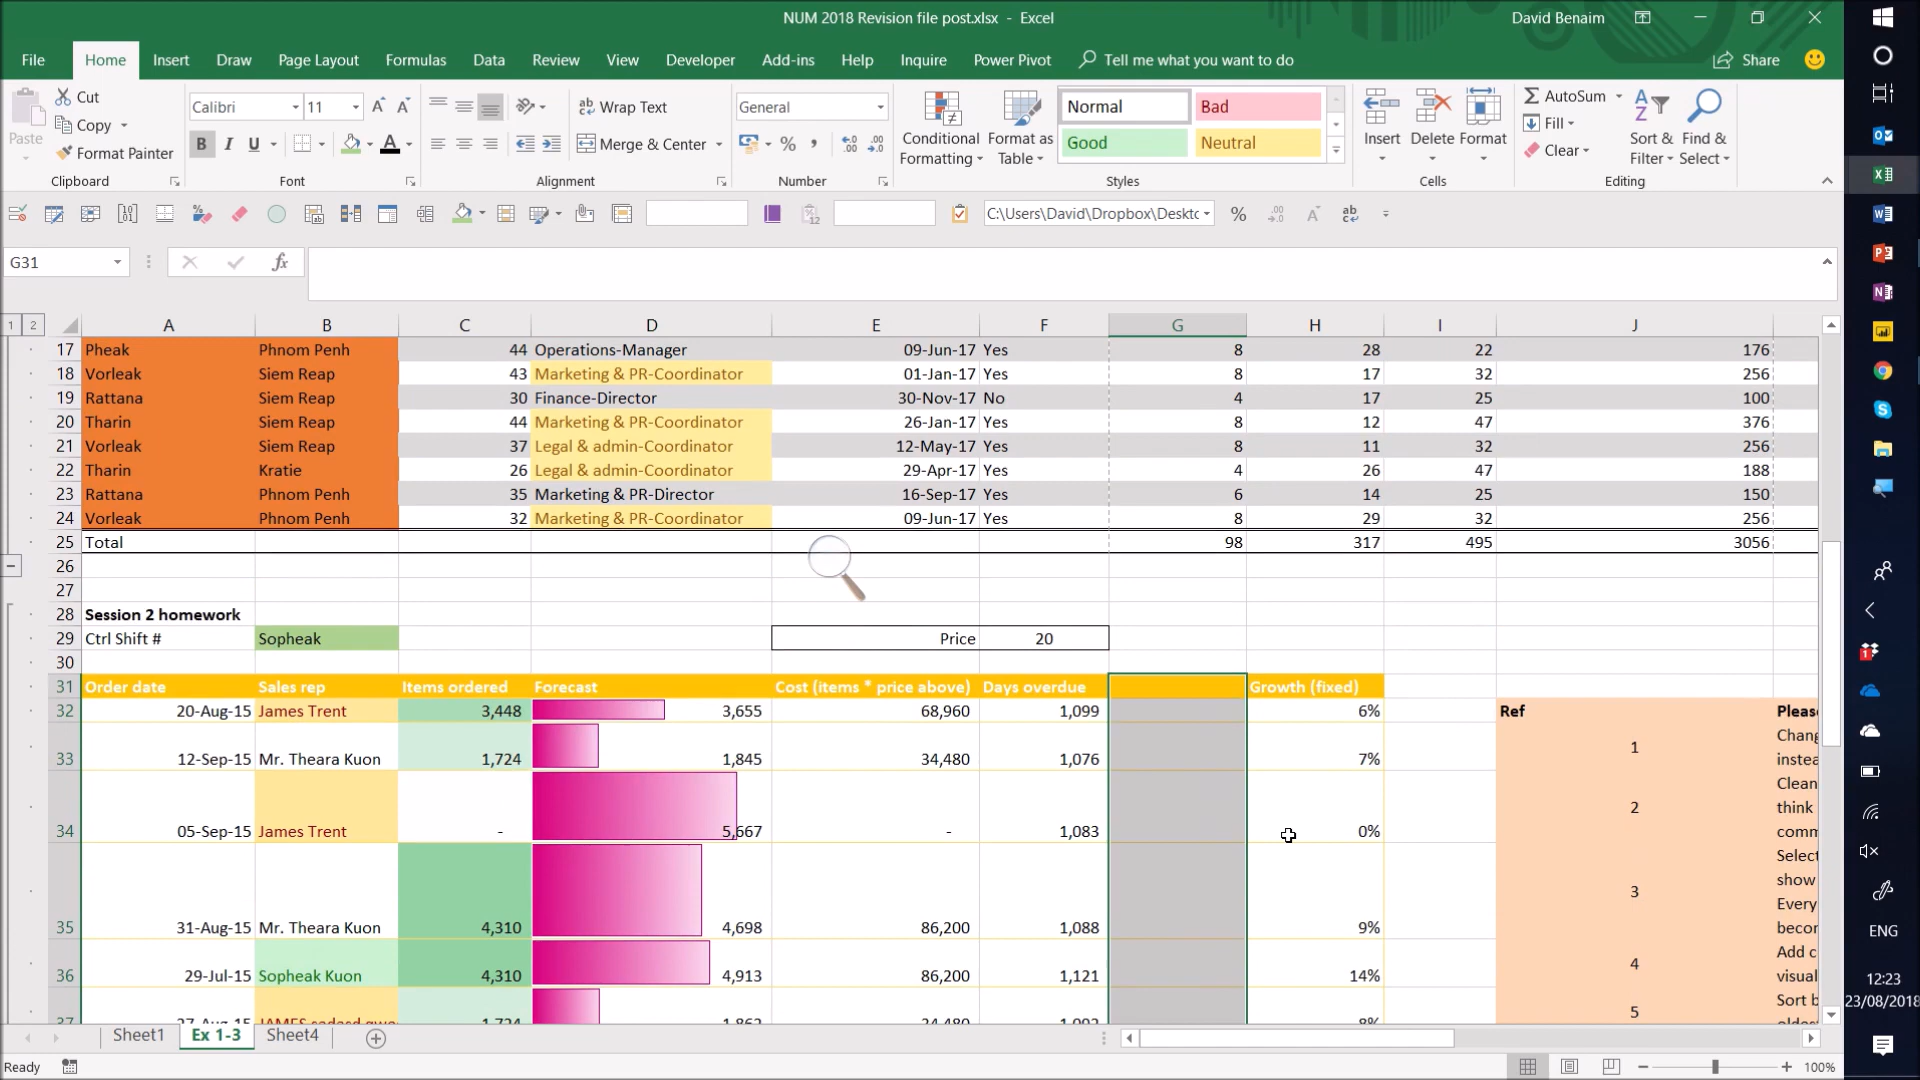 NUM 2018 Revision file post.xlsx - Excel David Benaim
File Home Insert Draw Page Layout Formulas Data Review View Developer Add-ins Help Inquire Power Pivot Tell me what you want to do Share
Paste Cut Calibri 11 Wrap Text General Conditional Formatting Format as Table Normal Bad Insert Delete Format AutoSum Sort & Filter Find & Select
Copy Fill
Format Painter B I U A Merge & Center % Good Neutral Clear
Clipboard Font Alignment Number Styles Cells Editing
C:\Users\David\Dropbox\Desktc %
G31 fx
1 2 A B C D E F G H I J
17 Pheak Phnom Penh 44 Operations-Manager 09-Jun-17 Yes 8 28 22 176
18 Vorleak Siem Reap 43 Marketing & PR-Coordinator 01-Jan-17 Yes 8 17 32 256
19 Rattana Siem Reap 30 Finance-Director 30-Nov-17 No 4 17 25 100
20 Tharin Siem Reap 44 Marketing & PR-Coordinator 26-Jan-17 Yes 8 12 47 376
21 Vorleak Siem Reap 37 Legal & admin-Coordinator 12-May-17 Yes 8 11 32 256
22 Tharin Kratie 26 Legal & admin-Coordinator 29-Apr-17 Yes 4 26 47 188
23 Rattana Phnom Penh 35 Marketing & PR-Director 16-Sep-17 Yes 6 14 25 150
24 Vorleak Phnom Penh 32 Marketing & PR-Coordinator 09-Jun-17 Yes 8 29 32 256
25 Total 98 317 495 3056
26
27
28 Session 2 homework
29 Ctrl Shift # Sopheak Price 20
30
31 Order date Sales rep Items ordered Forecast Cost (items * price above) Days overdue Growth (fixed)
32 20-Aug-15 James Trent 3,448 3,655 68,960 1,099 6% Ref Pleas
Chang
33 12-Sep-15 Mr. Theara Kuon 1,724 1,845 34,480 1,076 7% 1 instea
Clean
think
34 05-Sep-15 James Trent - 5,667 - 1,083 0% 2 comm
Select
show
Every
35 31-Aug-15 Mr. Theara Kuon 4,310 4,698 86,200 1,088 9% 3 becor
Add c
36 29-Jul-15 Sopheak Kuon 4,310 4,913 86,200 1,121 14% 4 visual
Sort b
5
Sheet1 Ex 1-3 Sheet4
Ready 100%
ENG
12:23
23/08/2018